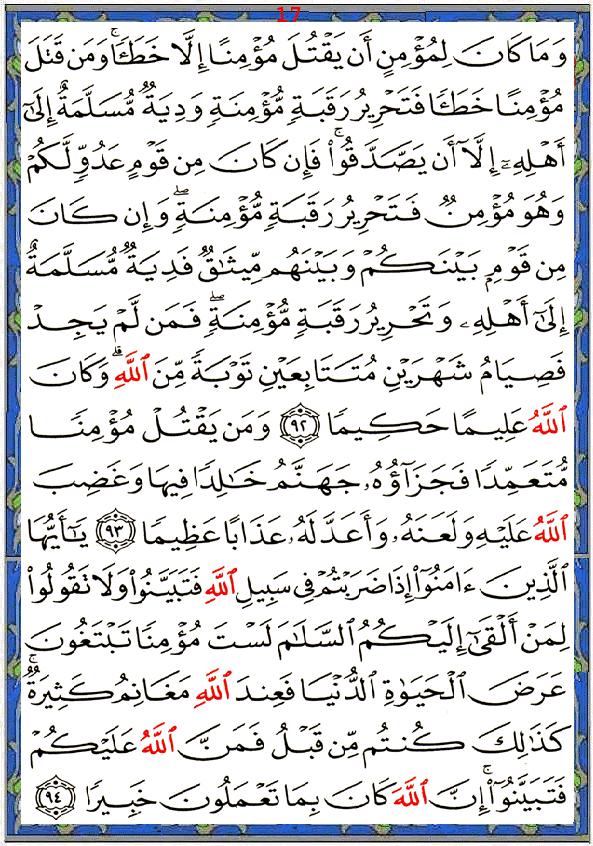 17
وَمَا كَانَ لِمُؤْمِنٍ أَن يَقْتُلَ مُؤْمِنًا إِلَّا خَطَـًٔا ۚ وَمَن قَتَلَ
مُؤْمِنًا خَطَـًٔا فَتَحْرِيرُ رَقَبَةٍ مُّؤْمِنَةٍ وَدِيَةٌ مُّسَلَّمَةٌ إِلَىٰٓ
أَهْلِهِۦٓ إِلَّآ أَن يَصَّدَّقُوا۟ ۚ فَإِن كَانَ مِن قَوْمٍ عَدُوٍّ لَّكُمْ
وَهُوَ مُؤْمِنٌ فَتَحْرِيرُ رَقَبَةٍ مُّؤْمِنَةٍ ۖ وَإِن كَانَ
مِن قَوْمٍۭ بَيْنَكُمْ وَبَيْنَهُم مِّيثَـٰقٌ فَدِيَةٌ مُّسَلَّمَةٌ
إِلَىٰٓ أَهْلِهِۦ وَتَحْرِيرُ رَقَبَةٍ مُّؤْمِنَةٍ ۖ فَمَن لَّمْ يَجِدْ
فَصِيَامُ شَهْرَيْنِ مُتَتَابِعَيْنِ تَوْبَةً مِّنَ ٱللَّهِ ۗ وَكَانَ
ٱللَّهُ عَلِيمًا حَكِيمًا ﴿٩٢﴾ وَمَن يَقْتُلْ مُؤْمِنًا
مُّتَعَمِّدًا فَجَزَآؤُهُۥ جَهَنَّمُ خَـٰلِدًا فِيهَا وَغَضِبَ
ٱللَّهُ عَلَيْهِ وَلَعَنَهُۥ وَأَعَدَّ لَهُۥ عَذَابًا عَظِيمًا ﴿٩٣﴾ يَـٰٓأَيُّهَا
ٱلَّذِينَ ءَامَنُوٓا۟ إِذَا ضَرَبْتُمْ فِى سَبِيلِ ٱللَّهِ فَتَبَيَّنُوا۟ وَلَا تَقُولُوا۟
لِمَنْ أَلْقَىٰٓ إِلَيْكُمُ ٱلسَّلَـٰمَ لَسْتَ مُؤْمِنًا تَبْتَغُونَ
عَرَضَ ٱلْحَيَوٰةِ ٱلدُّنْيَا فَعِندَ ٱللَّهِ مَغَانِمُ كَثِيرَةٌ ۚ
كَذَٰلِكَ كُنتُم مِّن قَبْلُ فَمَنَّ ٱللَّهُ عَلَيْكُمْ
فَتَبَيَّنُوٓا۟ ۚ إِنَّ ٱللَّهَ كَانَ بِمَا تَعْمَلُونَ خَبِيرًا ﴿٩٤﴾